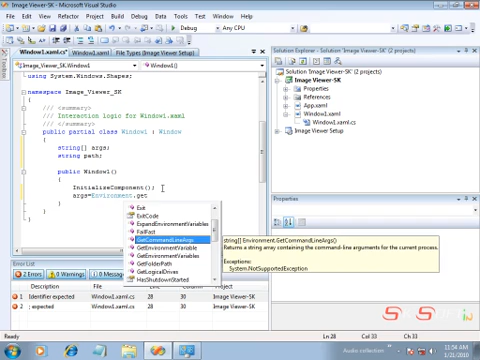 Image Viewer-SK - Microsoft Visual Studio
File Edit View Refactor Project Build Debug Data Tools Test Window Help
Debug Any CPU
Window1.xaml.cs* Window1.xaml File Types (Image Viewer Setup)
Image_Viewer_SK.Window1 Window1()
using System.Windows.Shapes;
namespace Image_Viewer_SK
{
/// <summary>
/// Interaction logic for Window1.xaml
/// </summary>
public partial class Window1 : Window
{
string[] args;
string path;
public Window1()
{
InitializeComponent();
args=Environment.get
}
}
}
Exit
ExitCode
ExpandEnvironmentVariables
FailFast
GetCommandLineArgs
GetEnvironmentVariable
GetEnvironmentVariables
GetFolderPath
GetLogicalDrives
HasShutdownStarted
string[] Environment.GetCommandLineArgs()
Returns a string array containing the command-line arguments for the current process.
Exceptions:
System.NotSupportedException
Solution Explorer - Solution 'Image Viewer-SK' (2 projects)
Solution 'Image Viewer-SK' (2 projects)
Image Viewer-SK
Properties
References
App.xaml
Window1.xaml
Window1.xaml.cs
Image Viewer Setup
Properties
Error List
2 Errors 0 Warnings 0 Messages
Description File Line Column Project
1 Identifier expected Window1.xaml.cs 28 30 Image Viewer-SK
2 ; expected Window1.xaml.cs 28 30 Image Viewer-SK
Ready Ln 28 Col 33 Ch 33
Audio collection
11:56 AM
1/21/2010